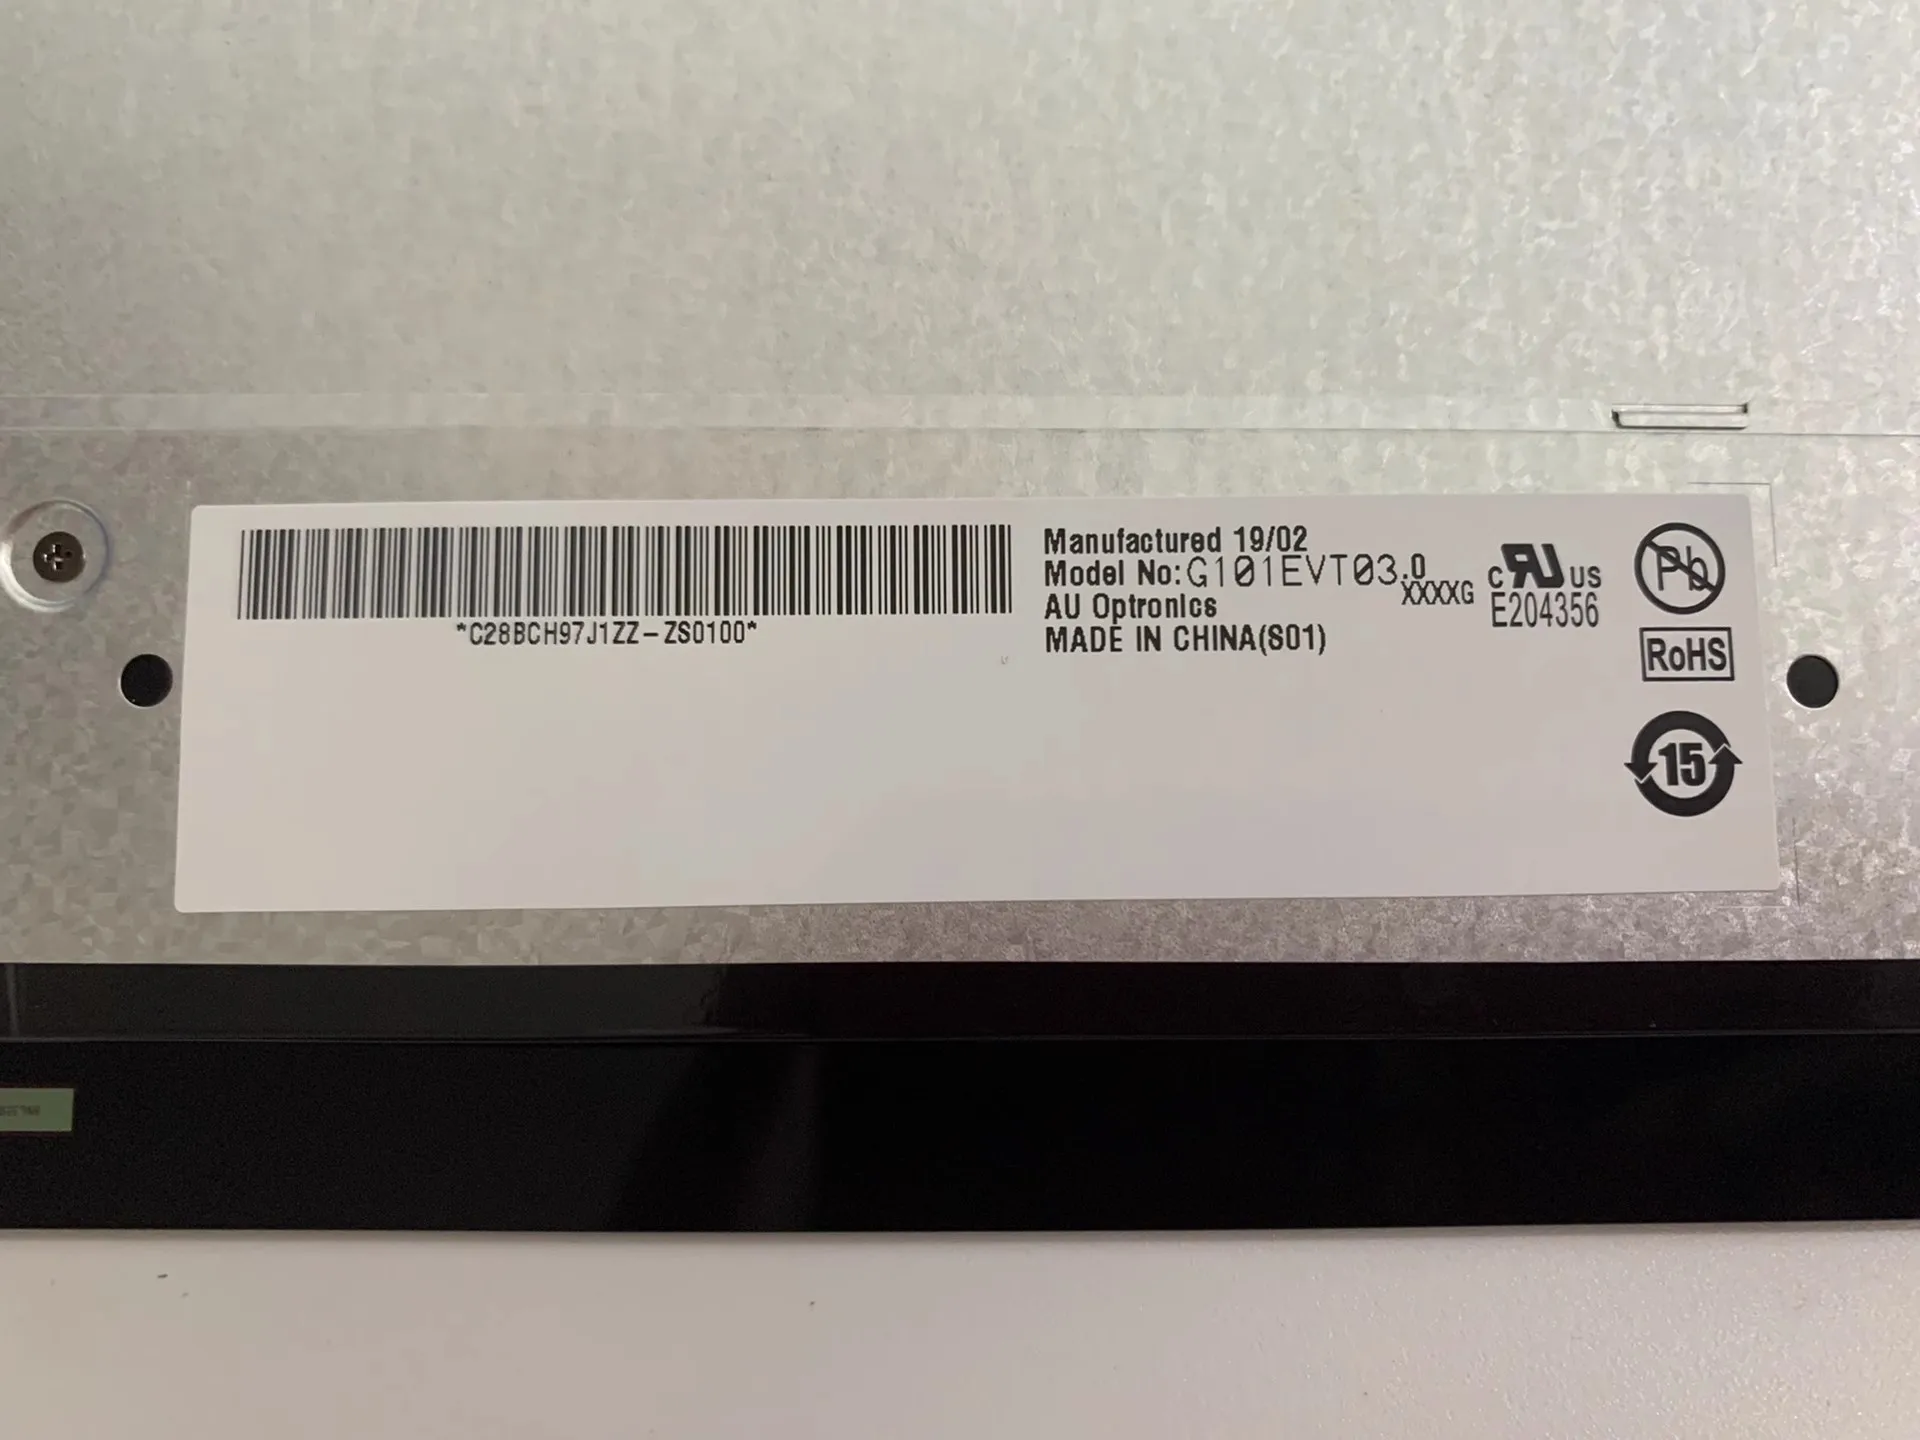 *C28BCH97J1ZZ-ZS0100*
Manufactured 19/02
Model No:G101EVT03.0
XXXXG
AU Optronics
MADE IN CHINA(S01)
c RU US
E204356
Pb
RoHS
15